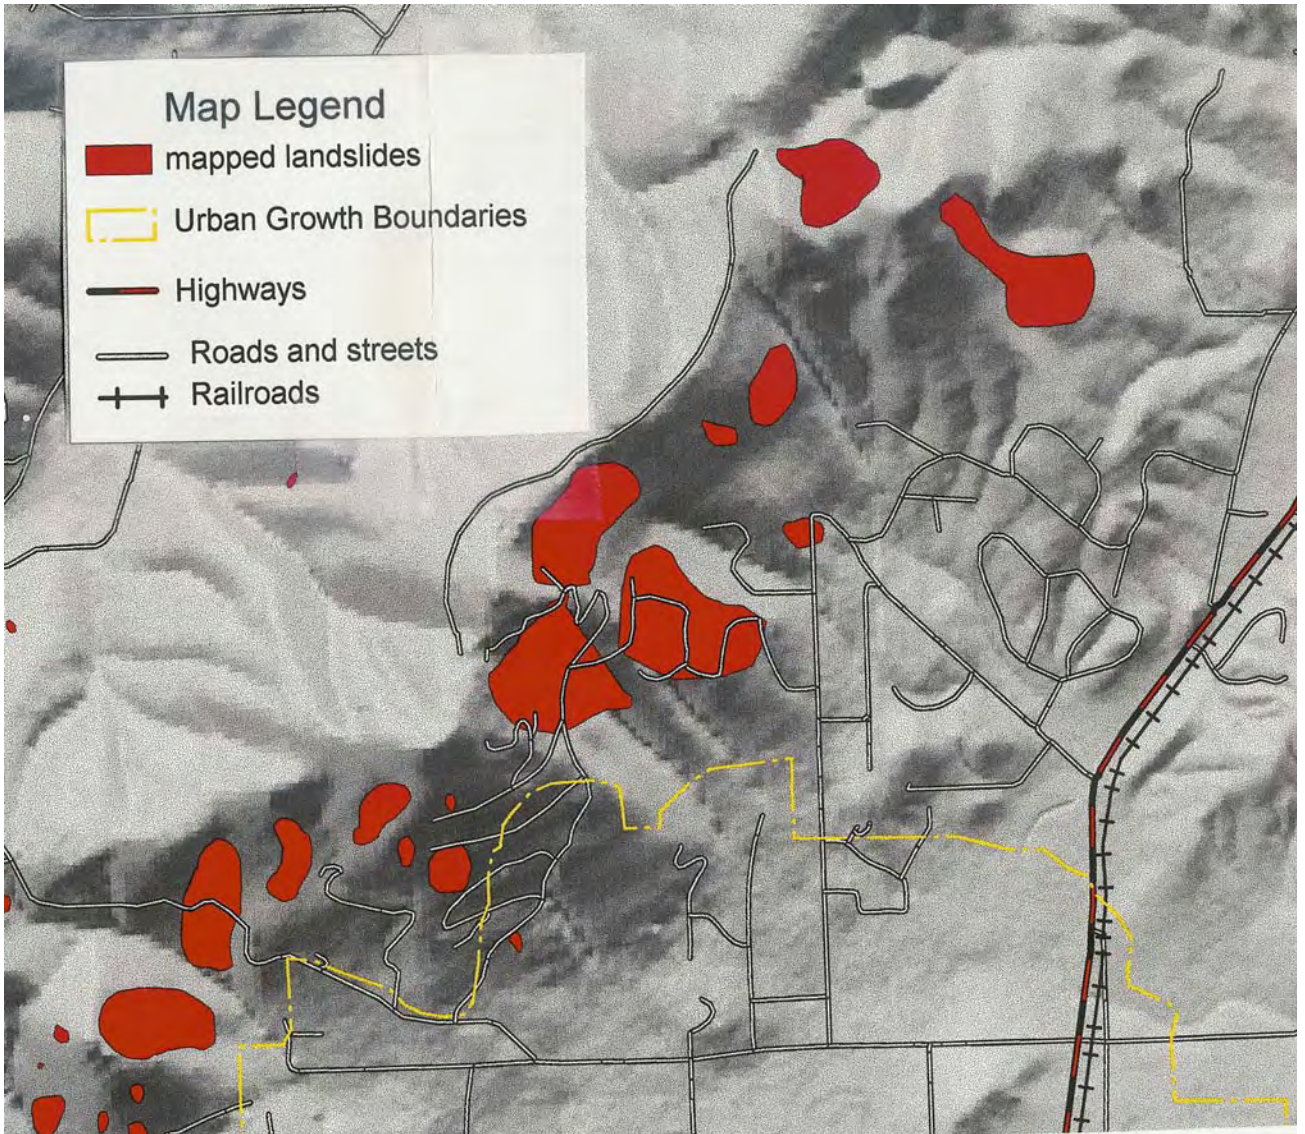 Map Legend
mapped landslides
Urban Growth Boundaries
Highways
Roads and streets
Railroads